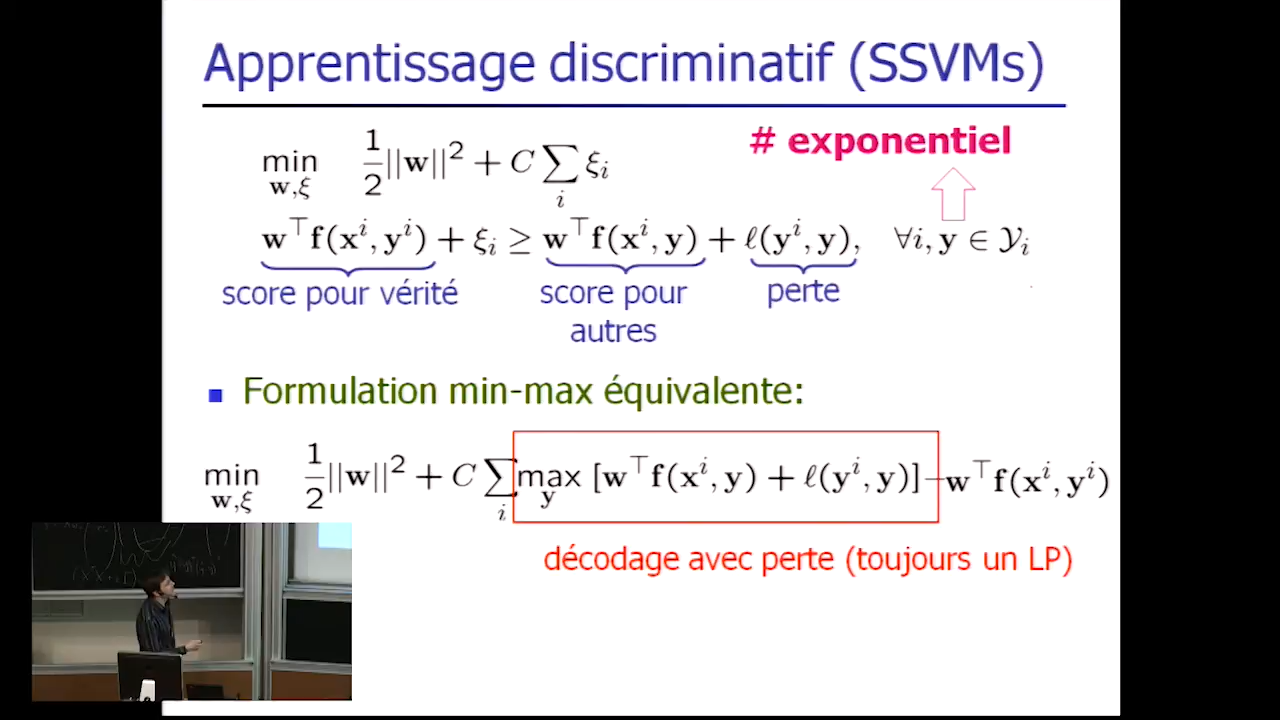 Apprentissage discriminatif (SSVMs)
# exponentiel
min_{w,ξ} 1/2||w||² + C ∑_i ξ_i
w^⊤f(x^i, y^i) + ξ_i ≥ w^⊤f(x^i, y) + ℓ(y^i, y), ∀i, y ∈ 𝒴_i
score pour vérité score pour autres perte
Formulation min-max équivalente:
min_{w,ξ} 1/2||w||² + C ∑_i max_y [w^⊤f(x^i, y) + ℓ(y^i, y)] − w^⊤f(x^i, y^i)
décodage avec perte (toujours un LP)